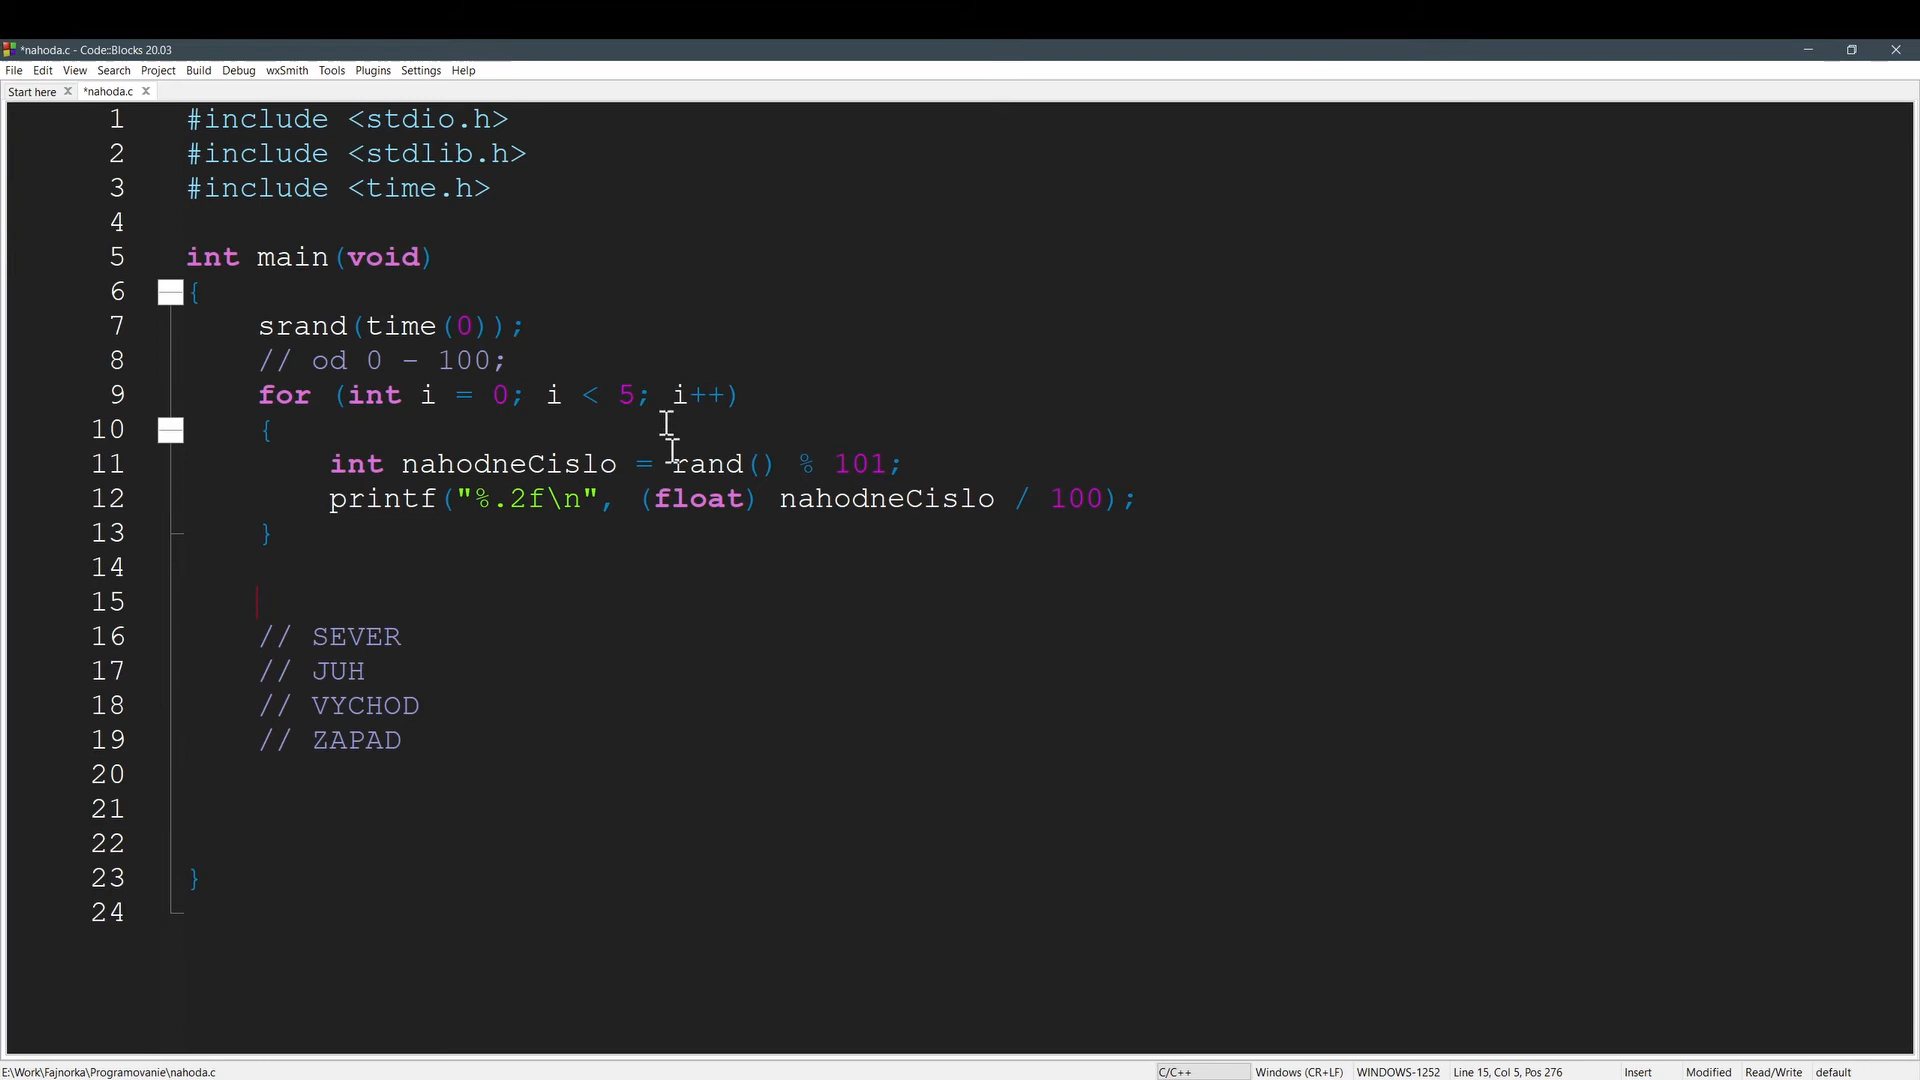 *nahoda.c - Code::Blocks 20.03
File Edit View Search Project Build Debug wxSmith Tools Plugins Settings Help
Start here *nahoda.c
1 #include <stdio.h>
2 #include <stdlib.h>
3 #include <time.h>
4
5 int main(void)
6 {
7 srand(time(0));
8 // od 0 - 100;
9 for (int i = 0; i < 5; i++)
10 {
11 int nahodneCislo = rand() % 101;
12 printf("%.2f\n", (float) nahodneCislo / 100);
13 }
14
15
16 // SEVER
17 // JUH
18 // VYCHOD
19 // ZAPAD
20
21
22
23 }
24
E:\Work\Fajnorka\Programovanie\nahoda.c C/C++ Windows (CR+LF) WINDOWS-1252 Line 15, Col 5, Pos 276 Insert Modified Read/Write default